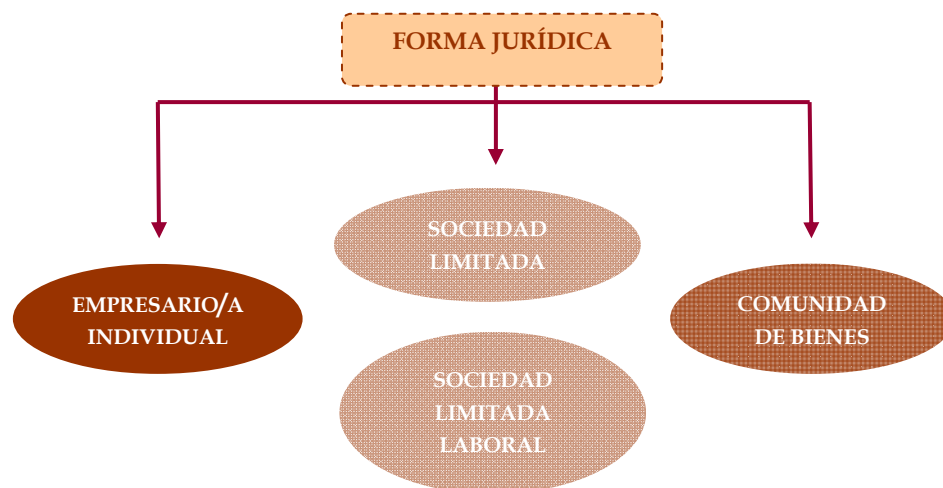 FORMA JURÍDICA
EMPRESARIO/A
INDIVIDUAL
SOCIEDAD
LIMITADA
SOCIEDAD
LIMITADA
LABORAL
COMUNIDAD
DE BIENES